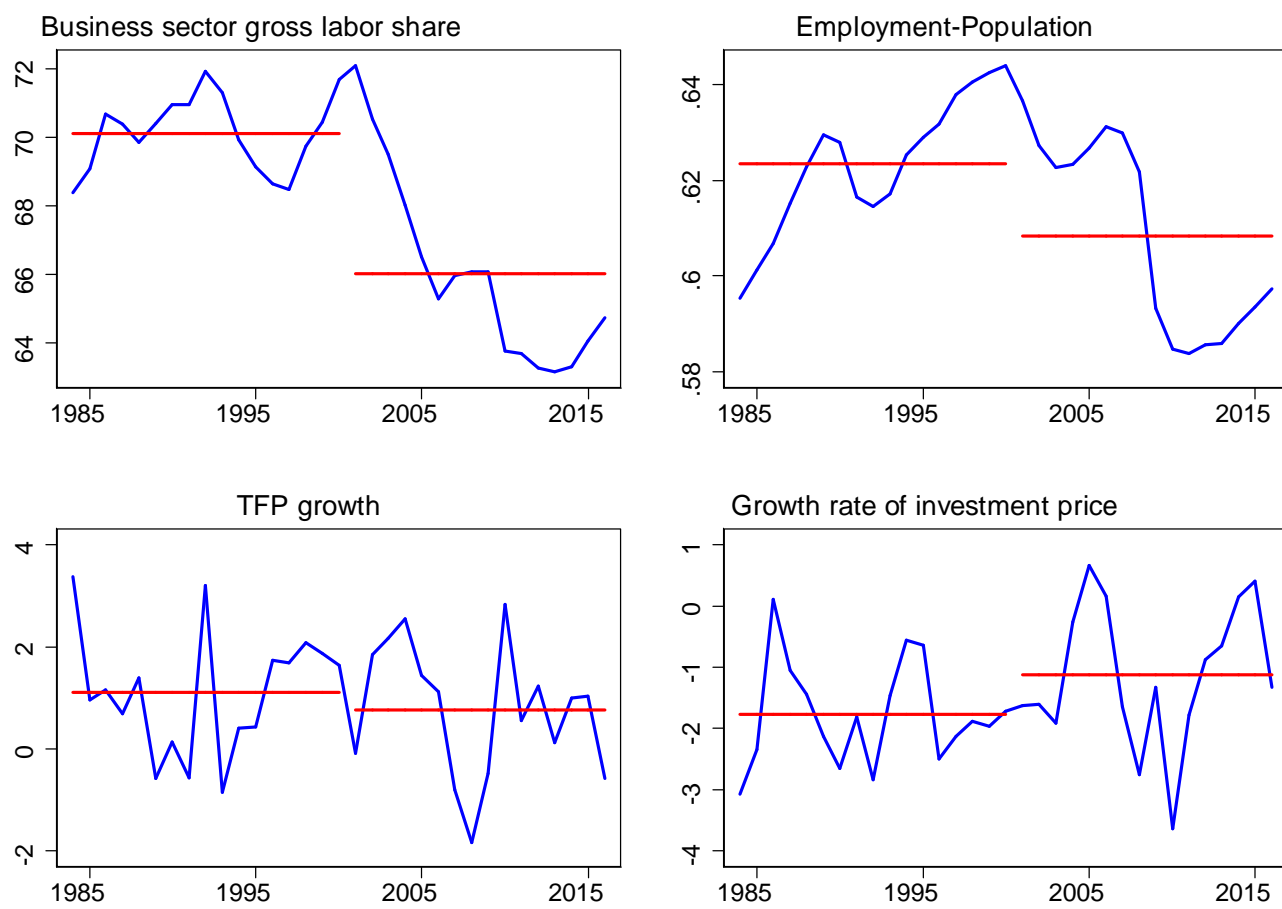 Business sector gross labor share
72
70
68
66
64
1985 1995 2005 2015
Employment-Population
.64
.62
.6
.58
1985 1995 2005 2015
TFP growth
4
2
0
-2
1985 1995 2005 2015
Growth rate of investment price
1
0
-1
-2
-3
-4
1985 1995 2005 2015